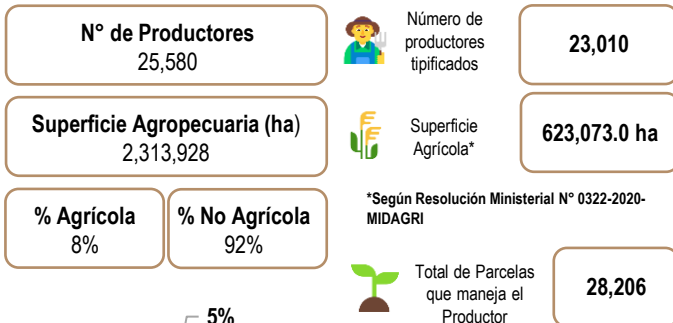 N° de Productores
25,580
Superficie Agropecuaria (ha)
2,313,928
% Agrícola
8%
% No Agrícola
92%
5%
Número de
productores
tipificados
23,010
Superficie
Agrícola*
623,073.0 ha
*Según Resolución Ministerial N° 0322-2020-
MIDAGRI
Total de Parcelas
que maneja el
Productor
28,206